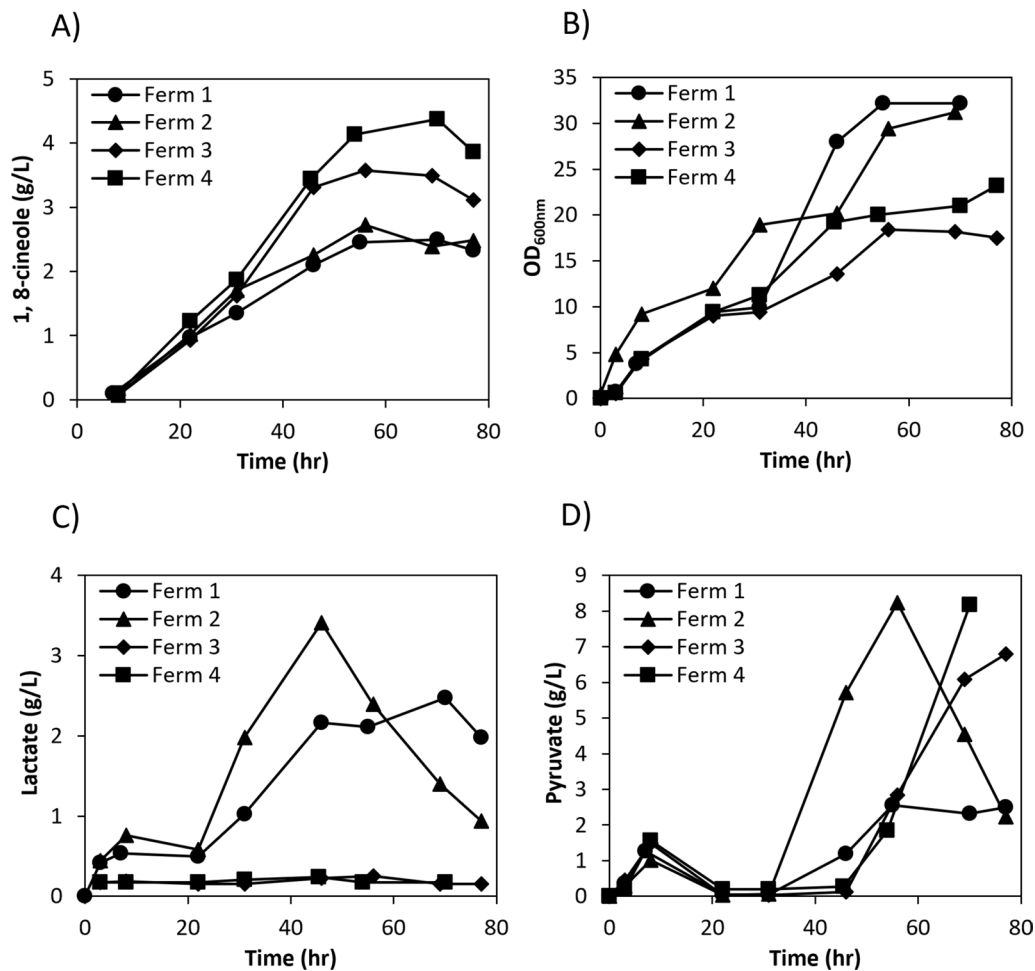 A)
5
4
3
2
1
0
0 20 40 60 80
1, 8-cineole (g/L)
Time (hr)
Ferm 1
Ferm 2
Ferm 3
Ferm 4
B)
35
30
25
20
15
10
5
0
0 20 40 60 80
OD600nm
Time (hr)
Ferm 1
Ferm 2
Ferm 3
Ferm 4
C)
4
3
2
1
0
0 20 40 60 80
Lactate (g/L)
Time (hr)
Ferm 1
Ferm 2
Ferm 3
Ferm 4
D)
9
8
7
6
5
4
3
2
1
0
0 20 40 60 80
Pyruvate (g/L)
Time (hr)
Ferm 1
Ferm 2
Ferm 3
Ferm 4